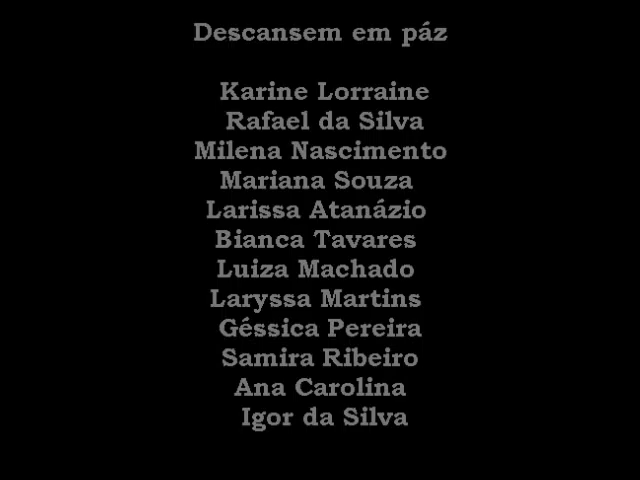 Descansem em páz
Karine Lorraine
Rafael da Silva
Milena Nascimento
Mariana Souza
Larissa Atanázio
Bianca Tavares
Luiza Machado
Laryssa Martins
Géssica Pereira
Samira Ribeiro
Ana Carolina
Igor da Silva